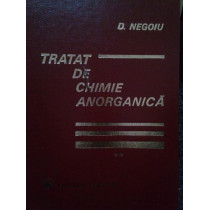 D. NEGOIU
TRATAT
DE
CHIMIE
ANORGANICĂ